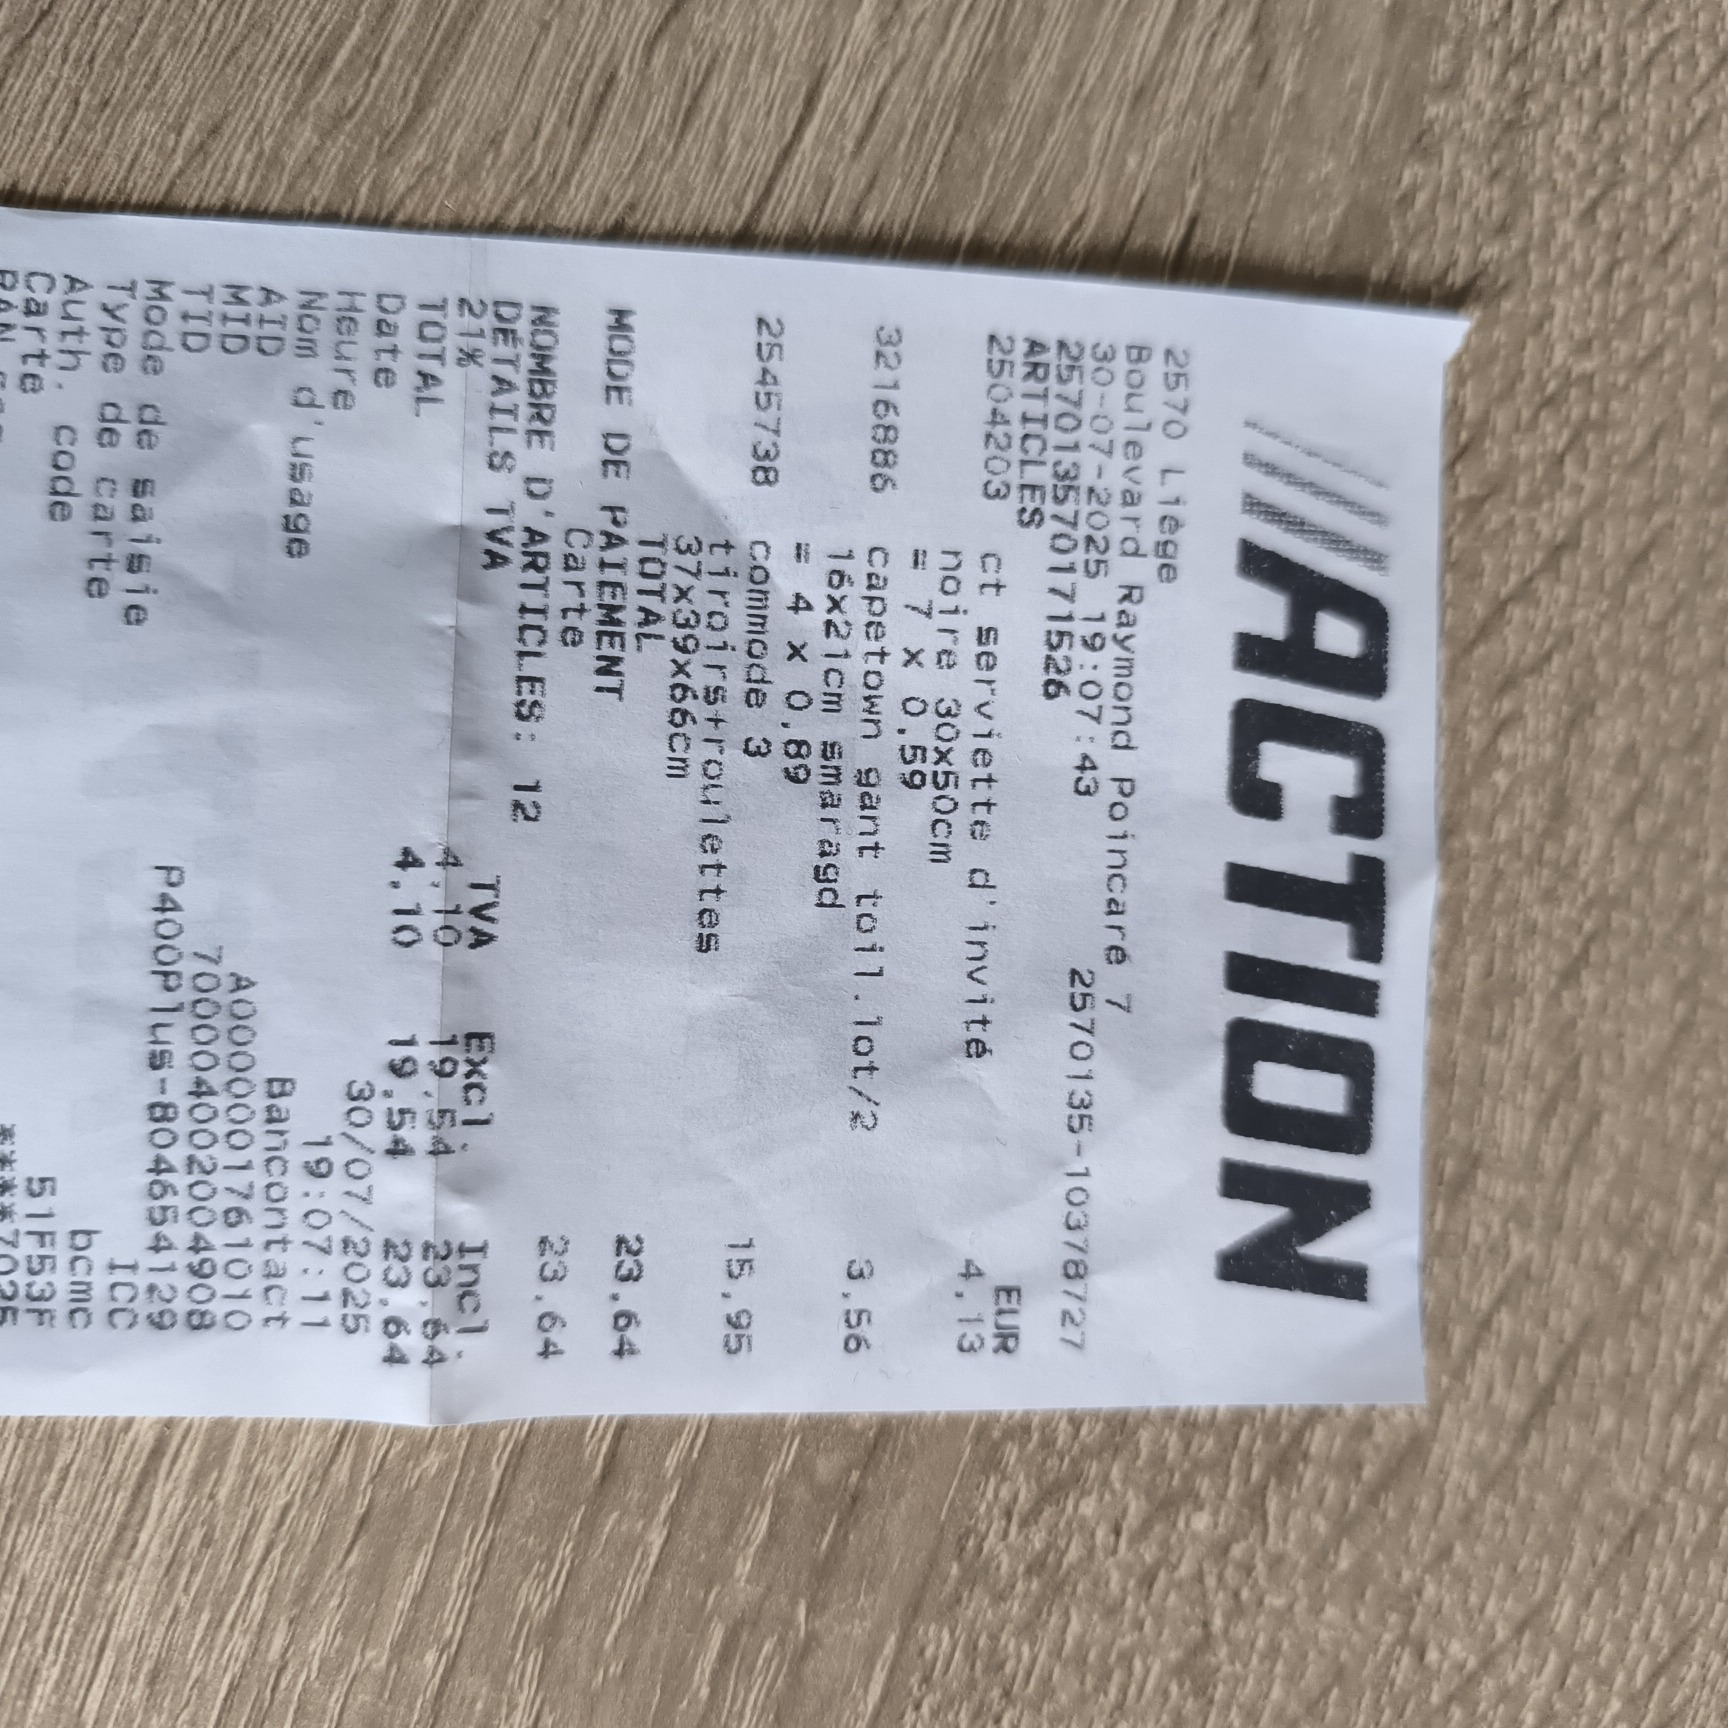 ACTION
2570 Liège
Boulevard Raymond Poincaré 7
30-07-2025 19:07:43 2570135-10378727
25701357017171526
ARTICLES EUR
2504203 ct serviette d'invité 4.13
noire 30x50cm
= 7 x 0,59
3216886 capetown gant toil.lot/2 3.56
16x21cm smaragd
= 4 x 0,89
2545738 commode 3 15,95
tiroirs+roulettes
37x39x66cm
TOTAL 23.64
MODE DE PAIEMENT
Carte 23.64
NOMBRE D'ARTICLES: 12
DÉTAILS TVA TVA Excl. Incl.
21% 4.10 19.54 23.64
TOTAL 4.10 19.54 23.64
Date 30/07/2025
Heure 19:07:11
Nom d'usage Bancontact
AID A0000001761010
MID 700004002004908
TID P400Plus-804654129
Mode de saisie ICC
Type de carte bcmc
Auth. code 51F53F
Carte ****7025